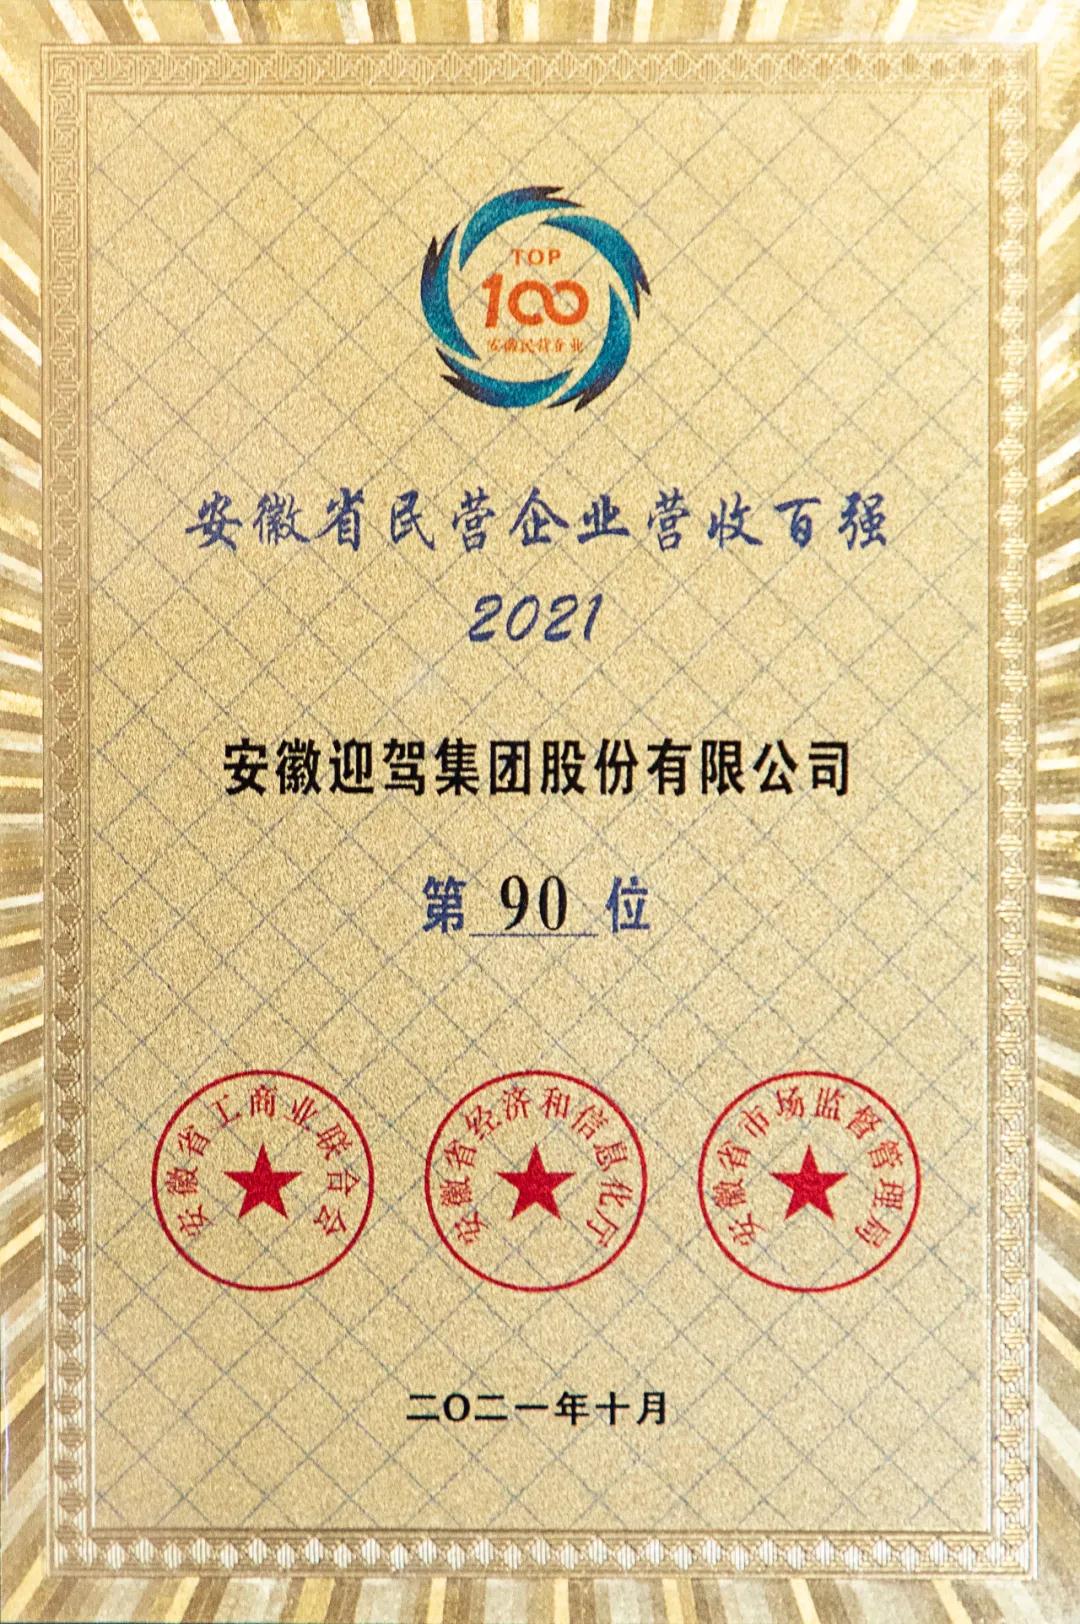 TOP
100
安徽民营企业
安徽省民营企业营收百强
2021
安徽迎驾集团股份有限公司
第 90 位
安徽省工商业联合会
安徽省经济和信息化厅
安徽省市场监督管理局
二〇二一年十月